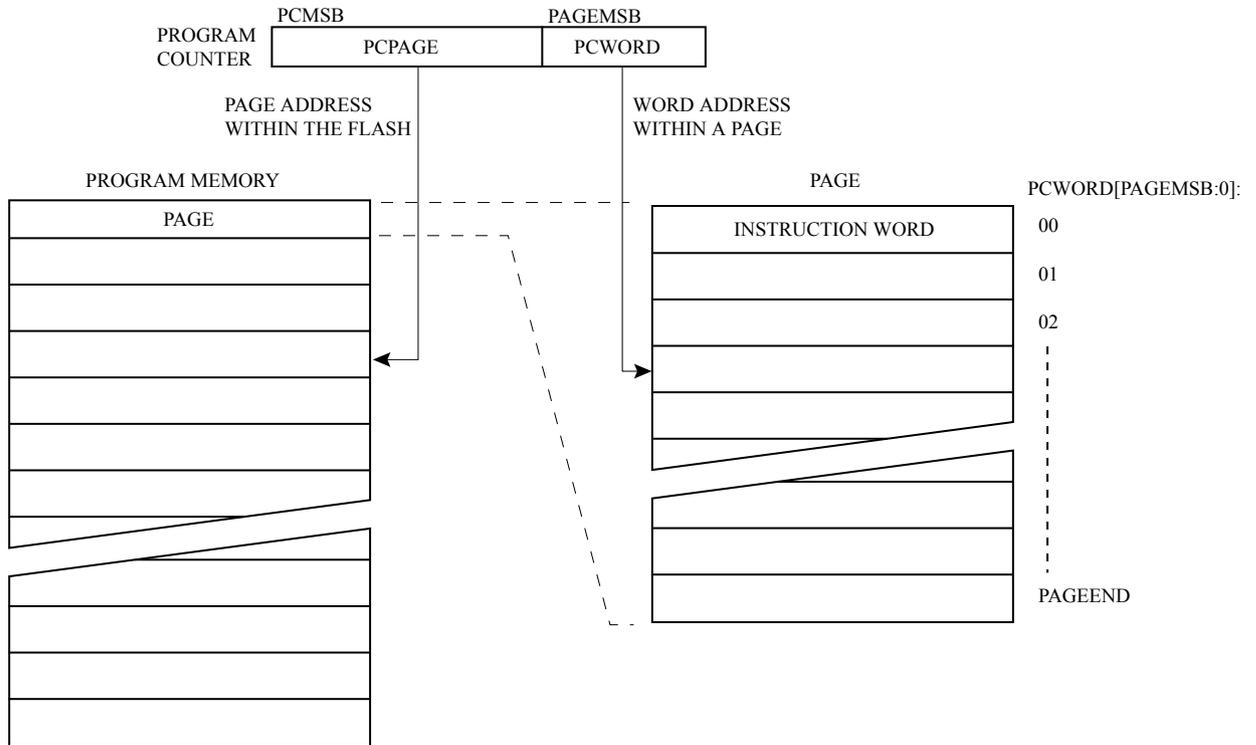 PCMSB
PAGEMSB
PROGRAM
COUNTER
PCPAGE
PCWORD
PAGE ADDRESS
WITHIN THE FLASH
WORD ADDRESS
WITHIN A PAGE
PROGRAM MEMORY
PAGE
PAGE
INSTRUCTION WORD
PCWORD[PAGEMSB:0]:
00
01
02
PAGEEND